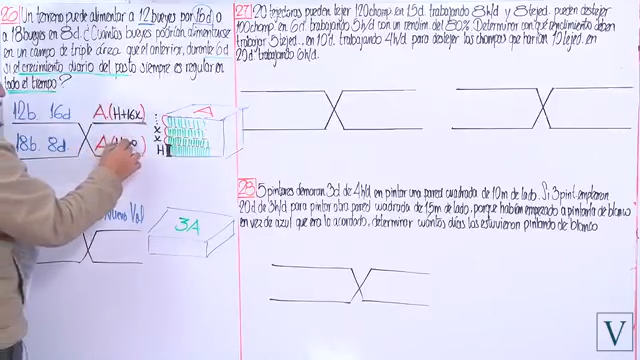 26 Un terreno puede alimentar a 12 bueyes por 16d o
a 18 bueyes en 8d. ¿Cuántos bueyes podrían alimentarse
en un campo de triple área que el anterior, durante 6d
si el crecimiento diario del pasto siempre es regular en
todo el tiempo?
12b. 16d
A(H+16x)
18b. 8d.
A(H
A
x
x
H
Nuevo Vol
3A
27 20 tejedoras pueden tejer 120 chomp en 15d. trabajando 8h/d y 8 tejed. pueden destejer
en 6d. trabajando 5h/d con un rendim. del 80%. Determinar con qué rendimiento deben
trabajar 5 tejed... en 10d. trabajando 4h/d para destejer las chompas que harían 10 tejed. en
20d. trabajando 6h/d.
28 5 pintores demoran 3d de 4h/d en pintar una pared cuadrada de 10m de lado. Si 3 pint. emplearon
20d de 3h/d para pintar otra pared cuadrada de 15m de lado, porque habían empezado a pintarla de blanco
en vez de azul que era lo acordado, determinar cuántos días las estuvieron pintando de blanco
V